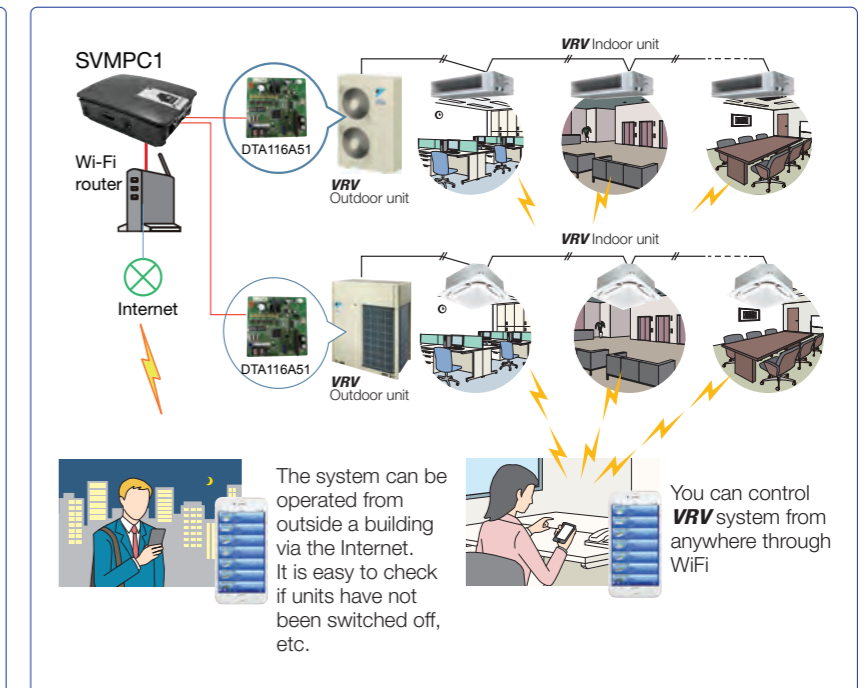 VRV Indoor unit
SVMPC1
DTA116A51
Wi-Fi
router
VRV
Outdoor unit
VRV Indoor unit
Internet
DTA116A51
VRV
Outdoor unit
The system can be
operated from
outside a building
via the Internet.
It is easy to check
if units have not
been switched off,
etc.
You can control
VRV system from
anywhere through
WiFi